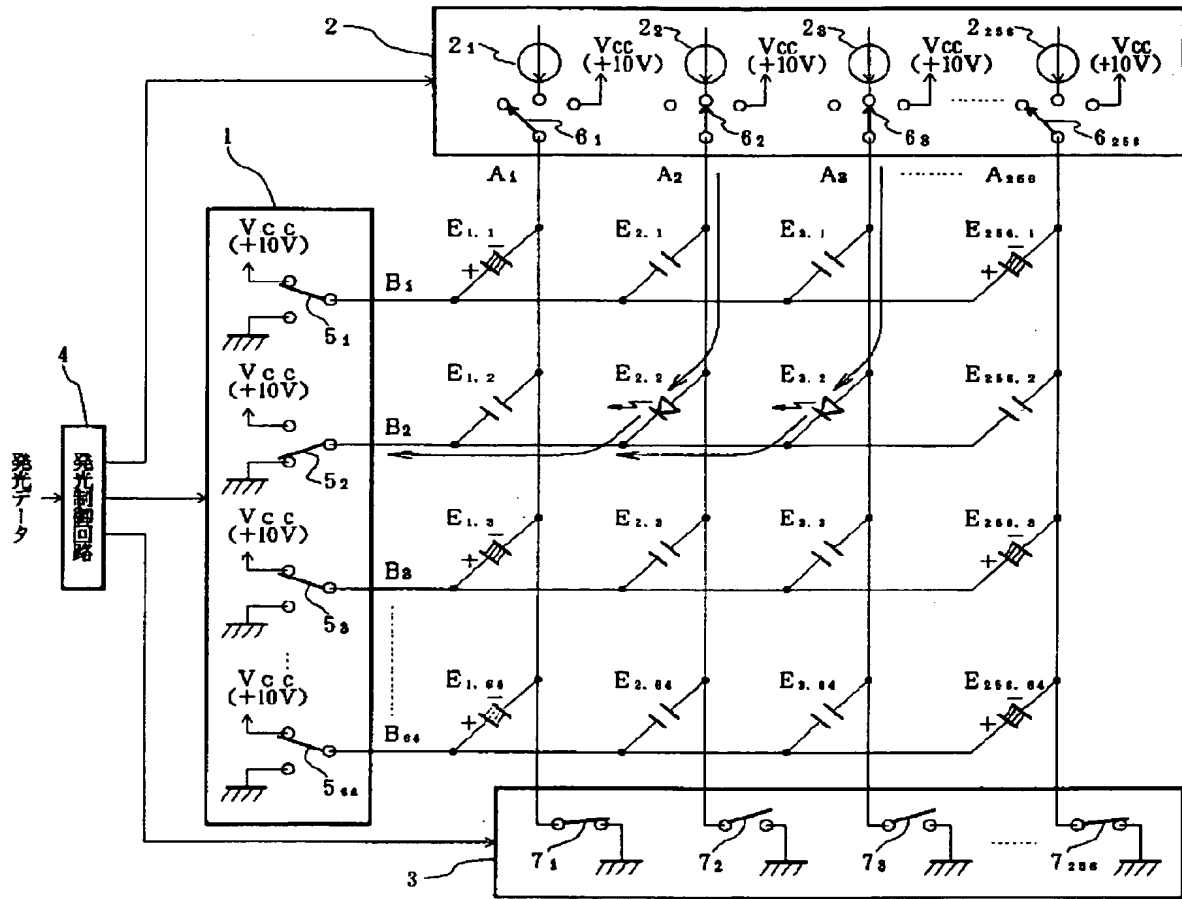 2
2₁
2₂
2₃
2₂₅₆
Vcc
(+10V)
Vcc
(+10V)
Vcc
(+10V)
Vcc
(+10V)
6₁
6₂
6₃
6₂₅₆
1
A₁
A₂
A₃
A₂₅₆
Vcc
(+10V)
E₁.₁
E₂.₁
E₃.₁
E₂₅₆.₁
+
−
+
−
B₁
5₁
4
Vcc
(+10V)
E₁.₂
E₂.₂
E₃.₂
E₂₅₆.₂
B₂
5₂
発光データ
発光制御回路
Vcc
(+10V)
E₁.₃
E₂.₃
E₃.₃
E₂₅₆.₃
+
−
+
−
B₃
5₃
Vcc
(+10V)
E₁.₆₄
E₂.₆₄
E₃.₆₄
E₂₅₆.₆₄
+
−
+
−
B₆₄
5₆₄
7₁
7₂
7₃
7₂₅₆
3